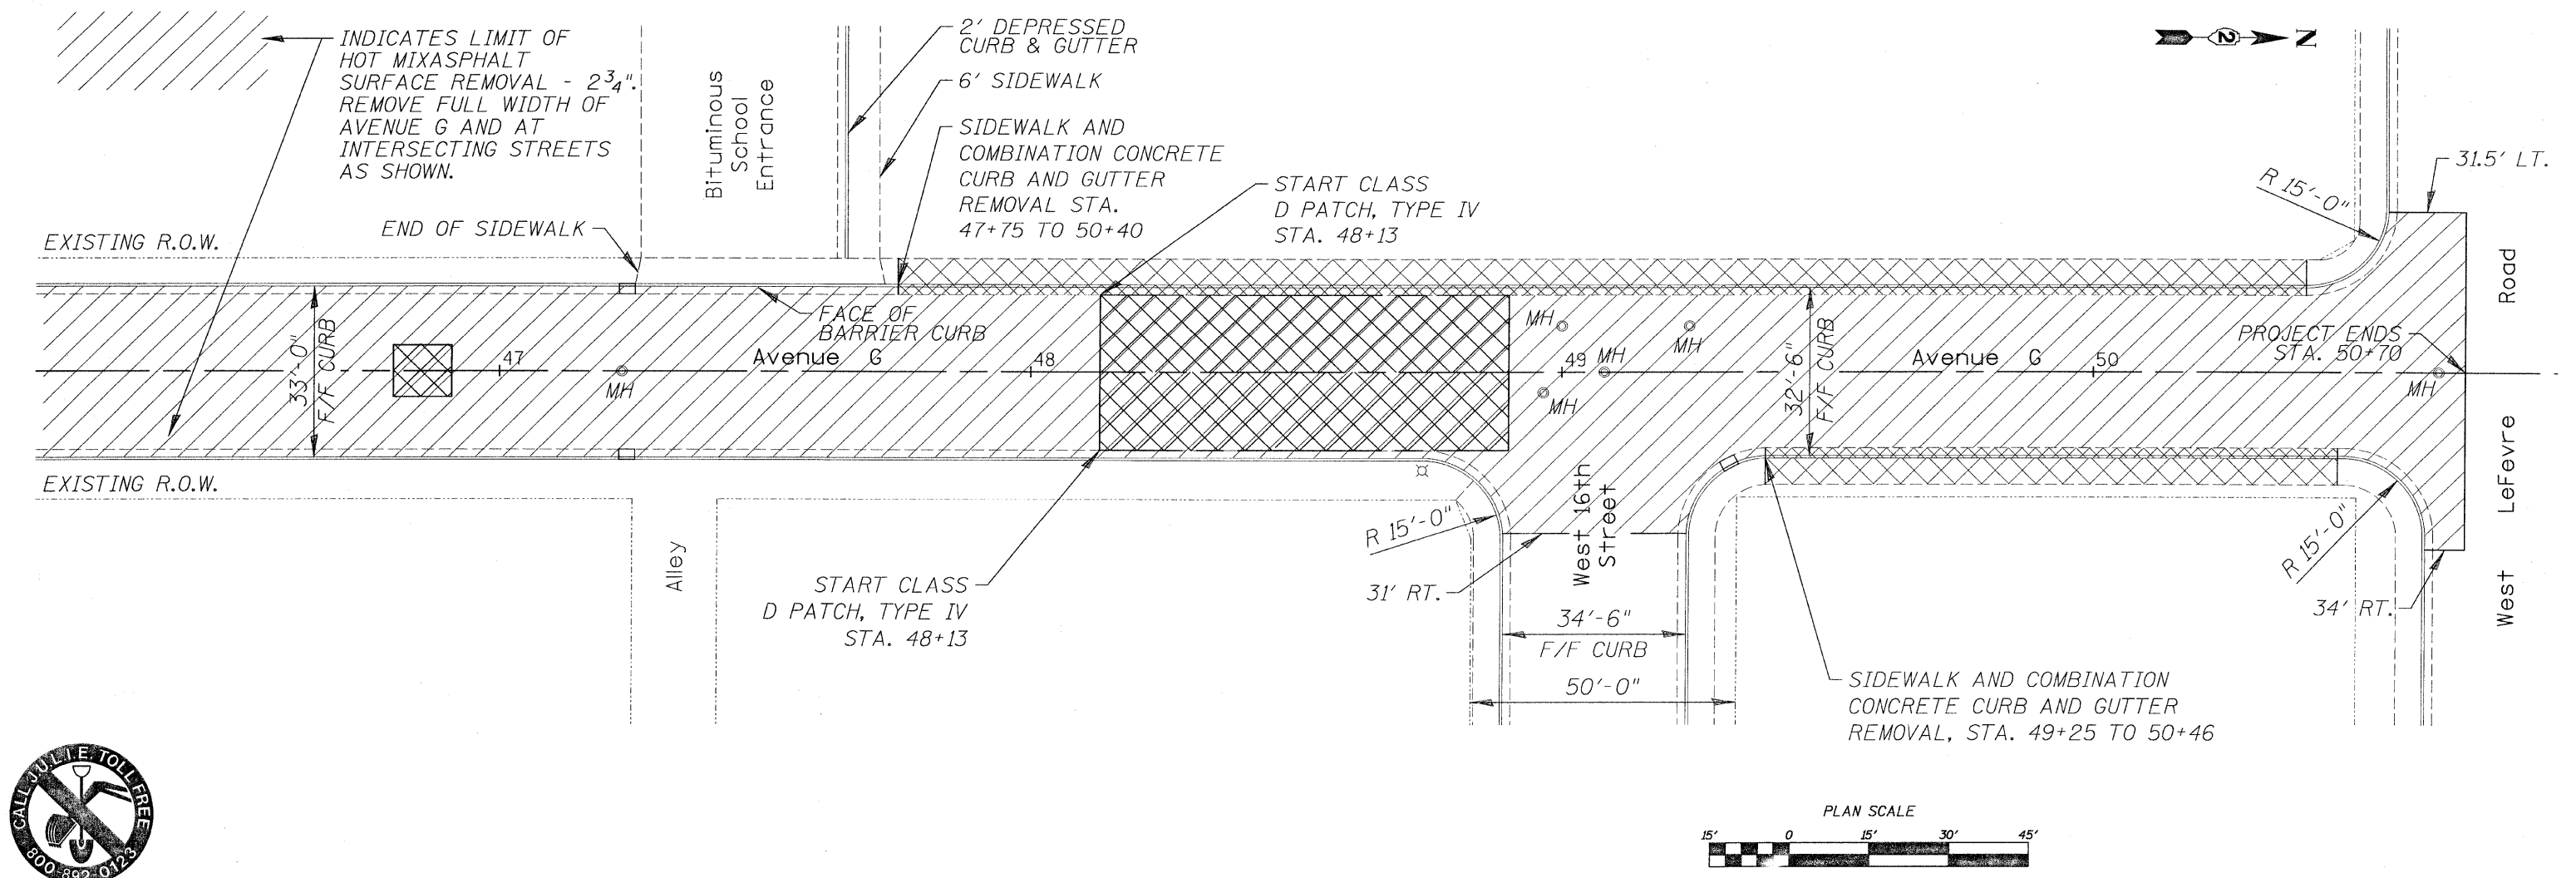 INDICATES LIMIT OF
HOT MIXASPHALT
SURFACE REMOVAL - 2 3/4".
REMOVE FULL WIDTH OF
AVENUE G AND AT
INTERSECTING STREETS
AS SHOWN.
Bituminous
School
Entrance
2' DEPRESSED
CURB & GUTTER
6' SIDEWALK
SIDEWALK AND
COMBINATION CONCRETE
CURB AND GUTTER
REMOVAL STA.
47+75 TO 50+40
START CLASS
D PATCH, TYPE IV
STA. 48+13
2
N
31.5' LT.
R 15'-0"
EXISTING R.O.W.
END OF SIDEWALK
FACE OF
BARRIER CURB
33'-0"
F/F CURB
47
MH
Avenue G
48
MH
MH
MH
MH
49
32'-6"
F/F CURB
Avenue G
50
PROJECT ENDS
STA. 50+70
MH
West LeFevre Road
EXISTING R.O.W.
Alley
START CLASS
D PATCH, TYPE IV
STA. 48+13
R 15'-0"
31' RT.
West 16th
Street
34'-6"
F/F CURB
50'-0"
R 15'-0"
34' RT.
SIDEWALK AND COMBINATION
CONCRETE CURB AND GUTTER
REMOVAL, STA. 49+25 TO 50+46
CALL J.U.L.I.E. TOLL FREE
800-892-0123
PLAN SCALE
15' 0 15' 30' 45'